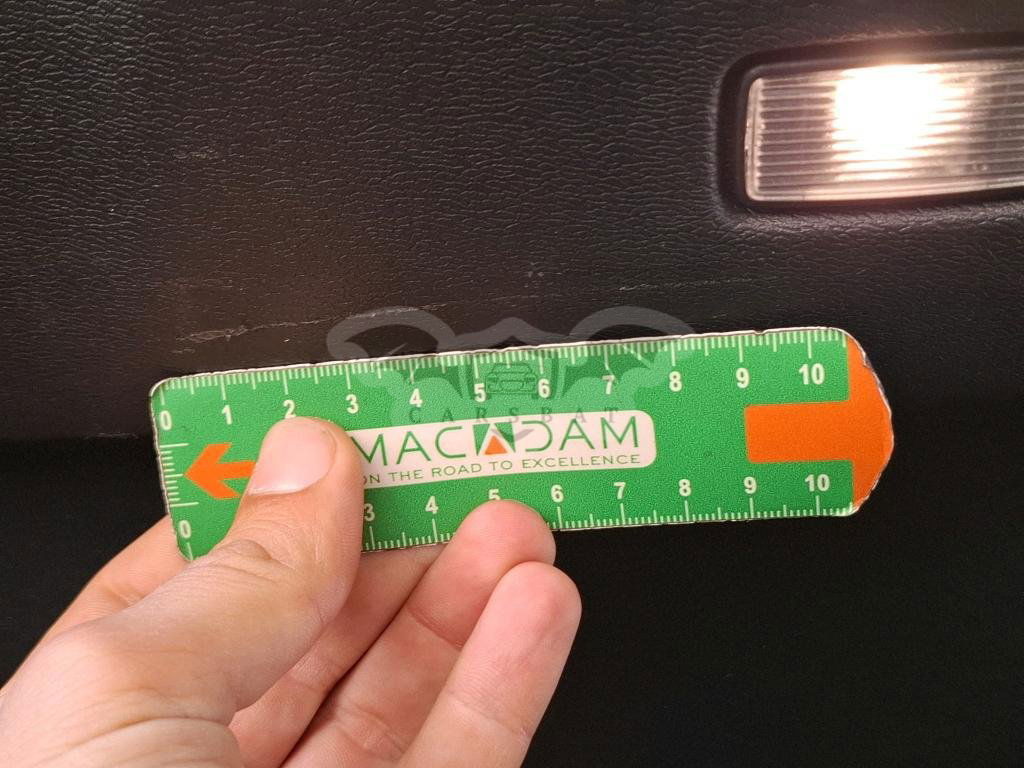 0 1 2 3 4 5 6 7 8 9 10
CARSBAT
MACADAM
ON THE ROAD TO EXCELLENCE
0 3 4 5 6 7 8 9 10